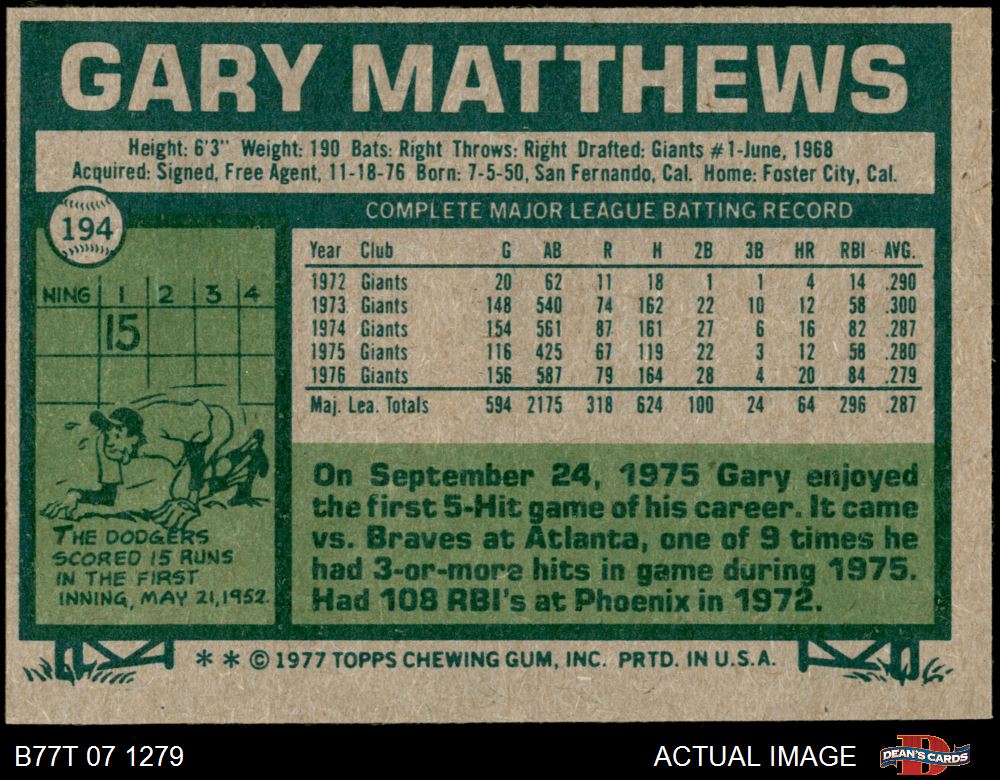 GARY MATTHEWS
Height: 6'3" Weight: 190 Bats: Right Throws: Right Drafted: Giants #1-June, 1968
Acquired: Signed, Free Agent, 11-18-76 Born: 7-5-50, San Fernando, Cal. Home: Foster City, Cal.
194
NING 1 2 3 4
15
THE DODGERS
SCORED 15 RUNS
IN THE FIRST
INNING, MAY 21, 1952.
COMPLETE MAJOR LEAGUE BATTING RECORD
Year Club G AB R H 2B 3B HR RBI AVG.
1972 Giants 20 62 11 18 1 1 4 14 .290
1973 Giants 148 540 74 162 22 10 12 58 .300
1974 Giants 154 561 87 161 27 6 16 82 .287
1975 Giants 116 425 67 119 22 3 12 58 .280
1976 Giants 156 587 79 164 28 4 20 84 .279
Maj. Lea. Totals 594 2175 318 624 100 24 64 296 .287
On September 24, 1975 Gary enjoyed
the first 5-Hit game of his career. It came
vs. Braves at Atlanta, one of 9 times he
had 3-or-more hits in game during 1975.
Had 108 RBI's at Phoenix in 1972.
* * © 1977 TOPPS CHEWING GUM, INC. PRTD. IN U.S.A.
B77T 07 1279
ACTUAL IMAGE
DEAN'S CARDS